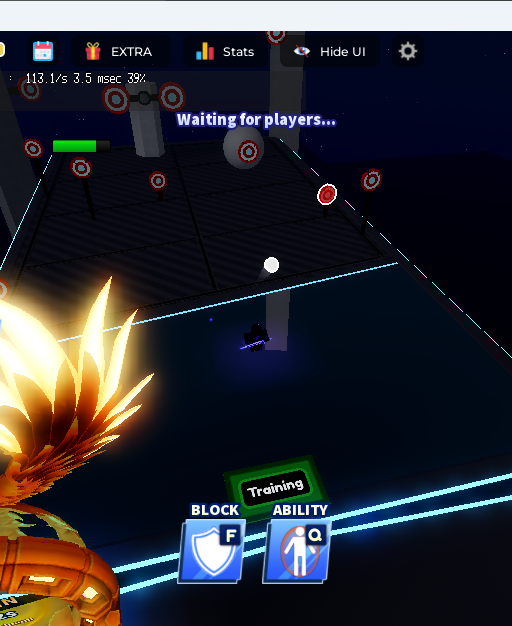 EXTRA
Stats
Hide UI
: 113.1/s 3.5 msec 39%
Waiting for players...
Training
BLOCK
ABILITY
F
Q